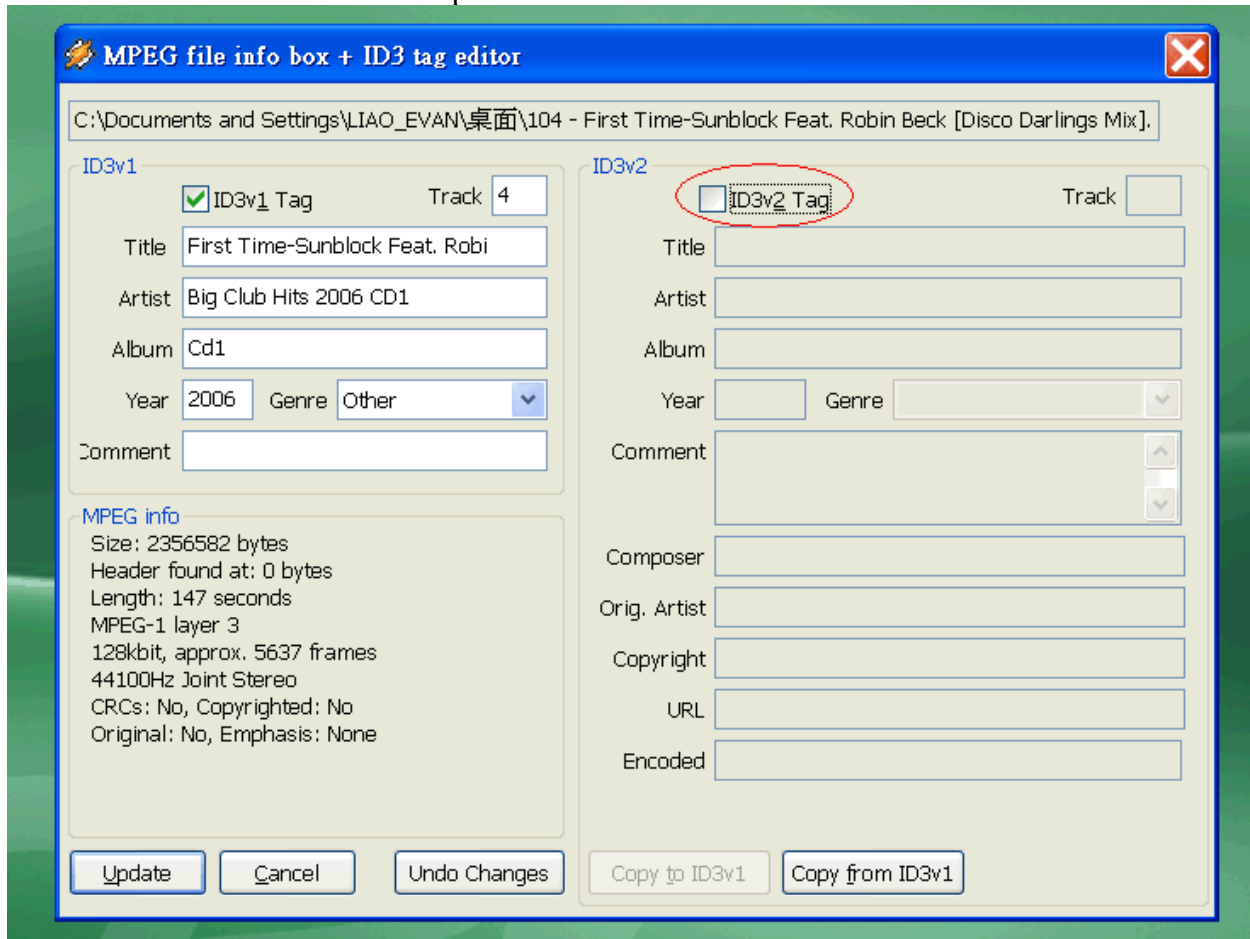 MPEG file info box + ID3 tag editor
C:\Documents and Settings\LIAO_EVAN\桌面\104 - First Time-Sunblock Feat. Robin Beck [Disco Darlings Mix].
ID3v1
ID3v1 Tag Track 4
Title First Time-Sunblock Feat. Robi
Artist Big Club Hits 2006 CD1
Album Cd1
Year 2006 Genre Other
Comment
MPEG info
Size: 2356582 bytes
Header found at: 0 bytes
Length: 147 seconds
MPEG-1 layer 3
128kbit, approx. 5637 frames
44100Hz Joint Stereo
CRCs: No, Copyrighted: No
Original: No, Emphasis: None
Update Cancel Undo Changes
ID3v2
ID3v2 Tag Track
Title
Artist
Album
Year Genre
Comment
Composer
Orig. Artist
Copyright
URL
Encoded
Copy to ID3v1 Copy from ID3v1